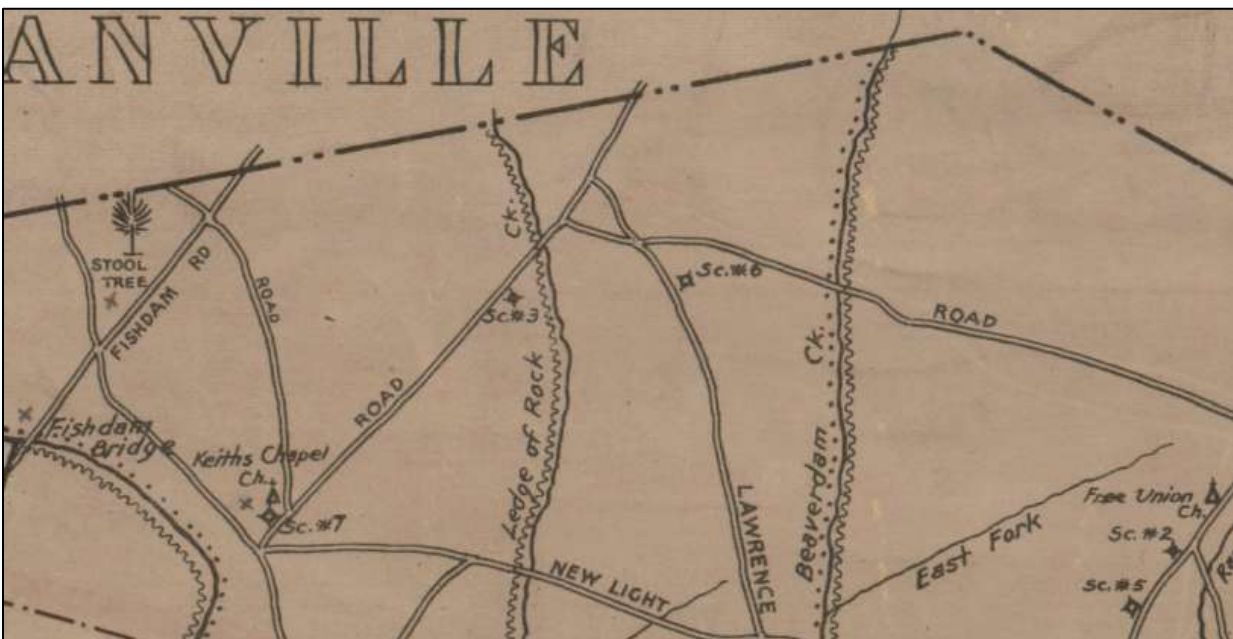 ANVILLE
STOOL
TREE
FISHDAM RD
ROAD
Ck.
Sc.#3
Sc.#6
ROAD
ROAD
Fishdam
Bridge
Keiths Chapel
Ch.
Sc.#7
Ledge of Rock
Ck.
Beaverdam
LAWRENCE
NEW LIGHT
East Fork
Free Union
Ch.
Sc.#2
Sc.#5